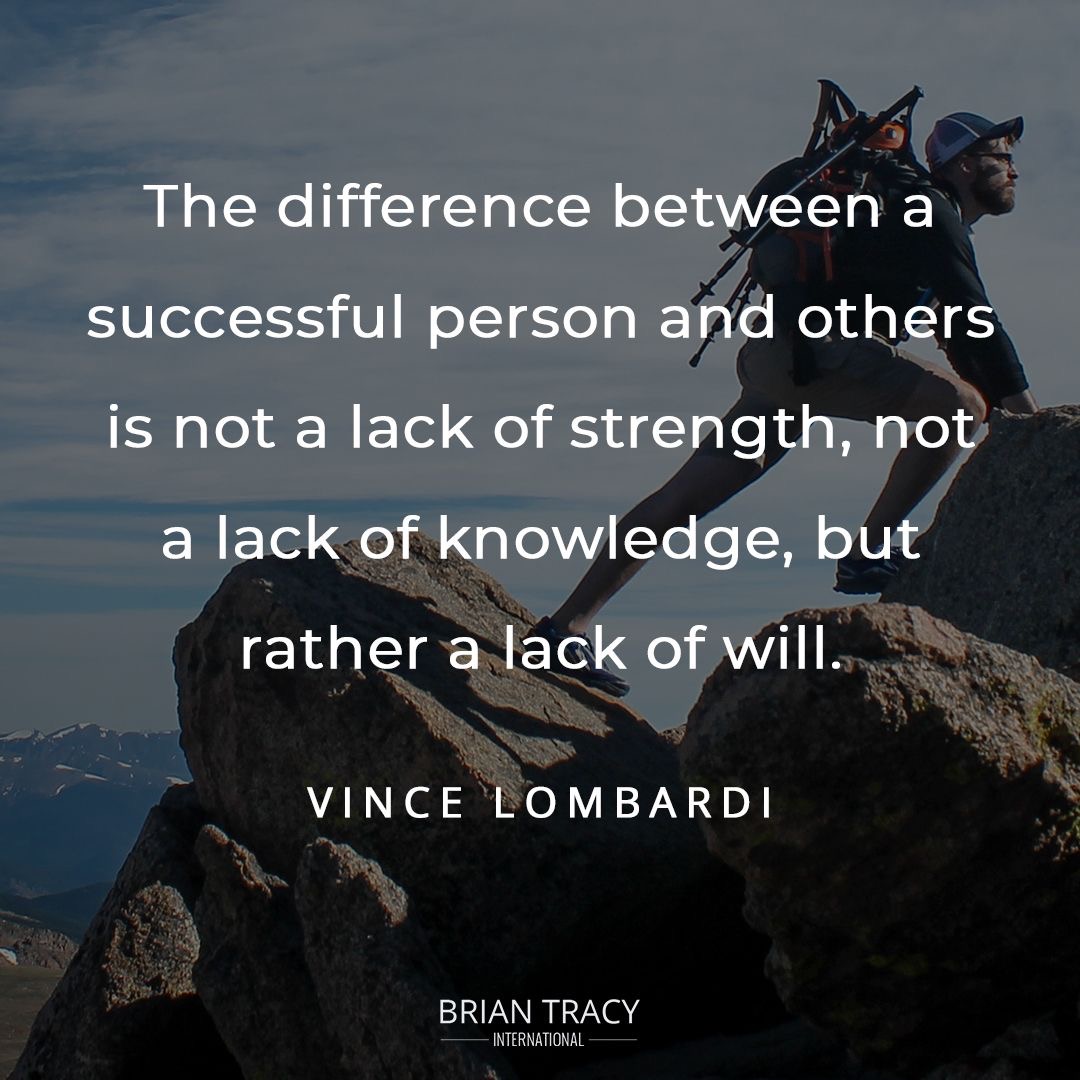 The difference between a
successful person and others
is not a lack of strength, not
a lack of knowledge, but
rather a lack of will.
VINCE LOMBARDI
BRIAN TRACY
INTERNATIONAL